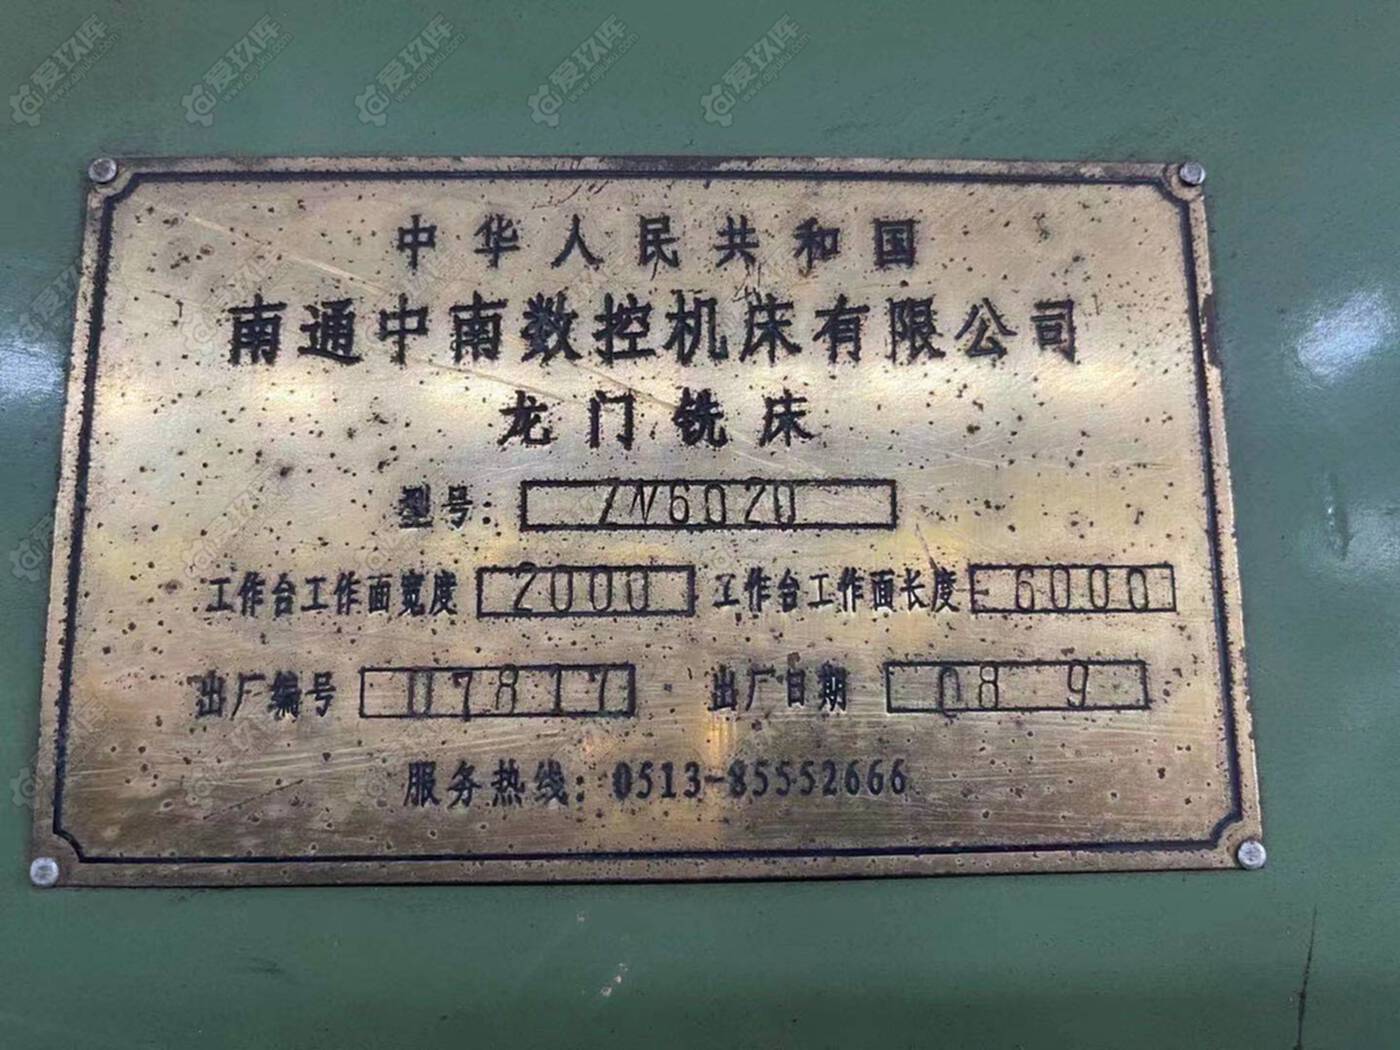 中华人民共和国
南通中南数控机床有限公司
龙门铣床
型号: ZN6020
工作台工作面宽度 2000 工作台工作面长度 6000
出厂编号 07817 出厂日期 08 9
服务热线: 0513-85552666
爱玖库